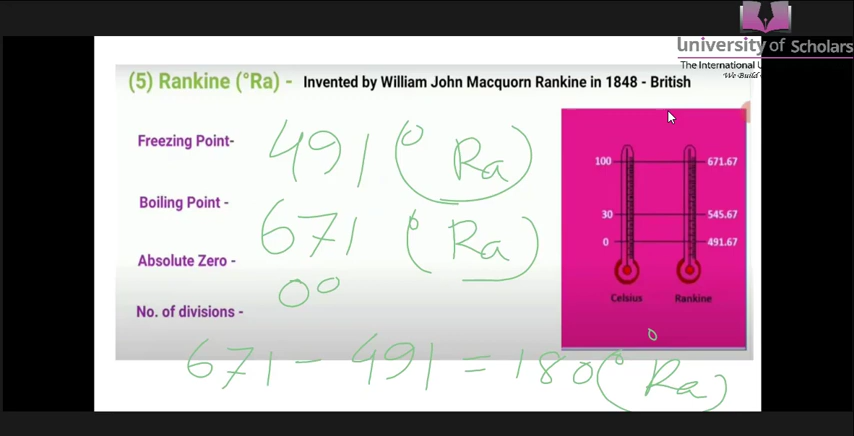 university of Scholars
The International U
We Build
(5) Rankine (°Ra) - Invented by William John Macquorn Rankine in 1848 - British
Freezing Point- 491 (° Ra)
Boiling Point - 671 (° Ra)
Absolute Zero - 0°
No. of divisions -
671 - 491 = 180 (° Ra)
100 671.67
30 545.67
0 491.67
Celsius Rankine